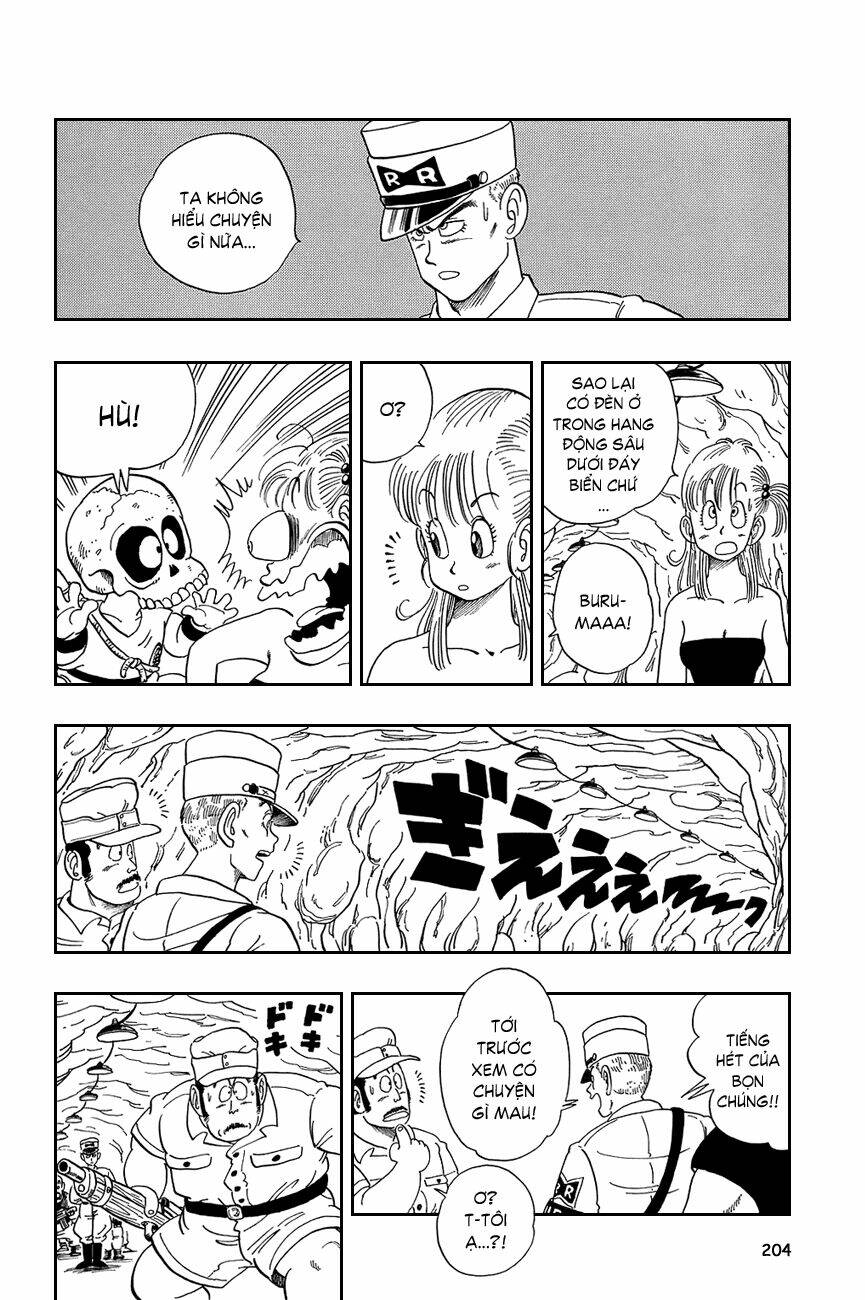 TA KHÔNG
HIỂU CHUYỆN
GÌ NỮA...
R R
SAO LẠI
CÓ ĐÈN Ở
TRONG HANG
ĐỘNG SÂU
DƯỚI ĐÁY
BIỂN CHỨ
...
BURU-
MAAA!
Ơ?
HÙ!
ぎえええ〜〜〜っ
TIẾNG
HÉT CỦA
BỌN
CHÚNG!!
TỚI
TRƯỚC
XEM CÓ
CHUYỆN
GÌ MAU!
R
Ơ?
T-TÔI
Ạ...?!
ドキ
ドキ
204